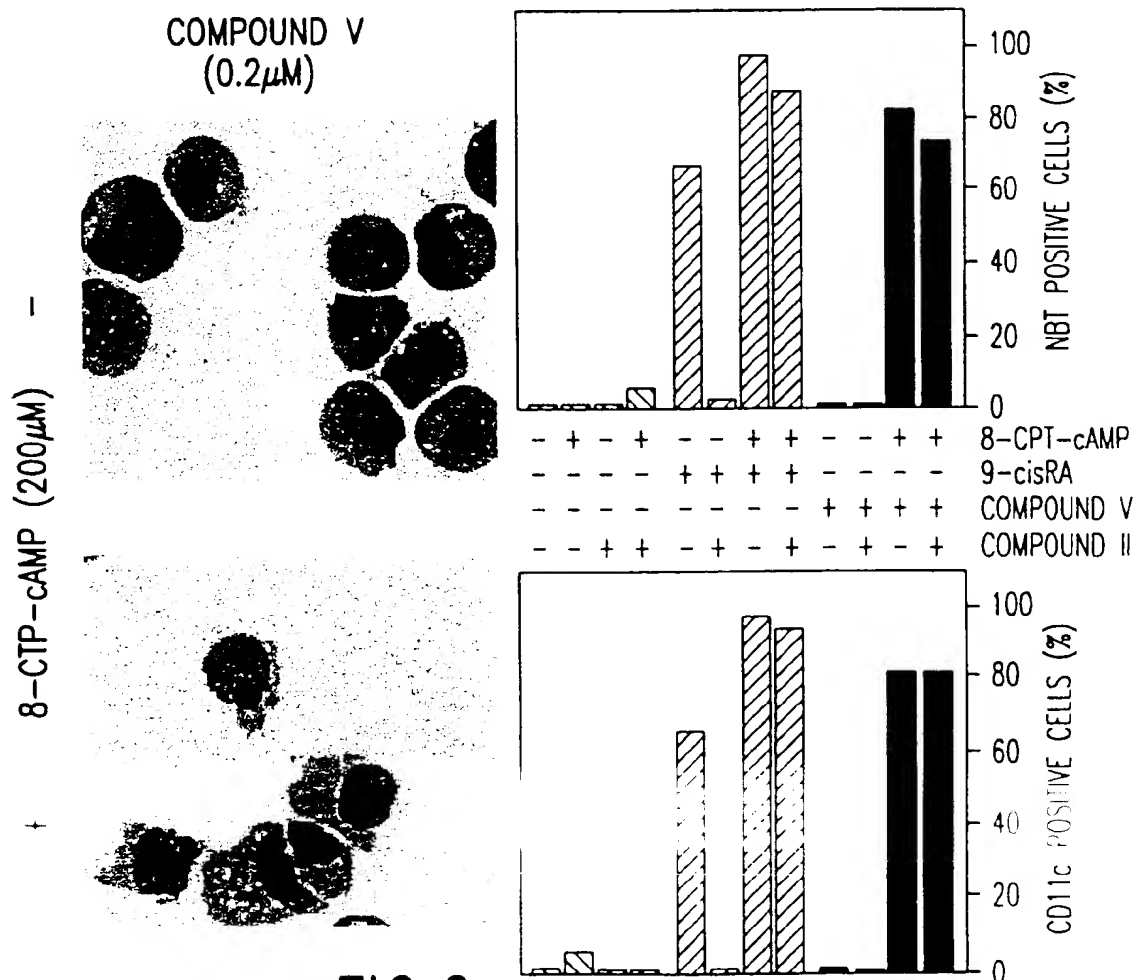 COMPOUND V
(0.2µM)
8-CTP-cAMP (200µM)
−
+
100
80
60
40
20
0
NBT POSITIVE CELLS (%)
− + − + − − + + − − + + 8-CPT-cAMP
− − − − + + + + − − − − 9-cisRA
− − − − − − − − + + + + COMPOUND V
− − + + − + − + − + − + COMPOUND II
100
80
60
40
20
0
CD11c POSITIVE CELLS (%)